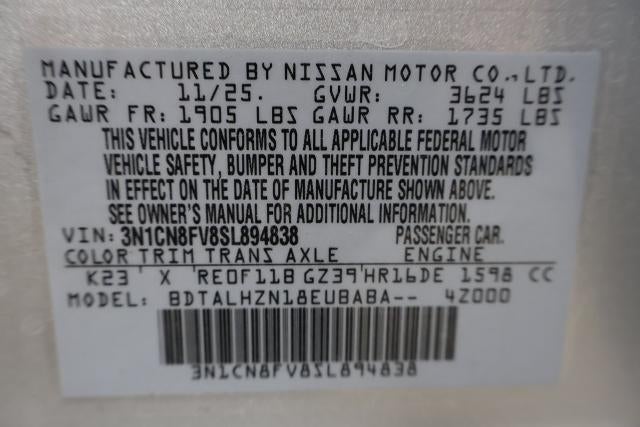 MANUFACTURED BY NISSAN MOTOR CO., LTD.
DATE: 11/25. GVWR: 3624 LBS
GAWR FR: 1905 LBS GAWR RR: 1735 LBS
THIS VEHICLE CONFORMS TO ALL APPLICABLE FEDERAL MOTOR
VEHICLE SAFETY, BUMPER AND THEFT PREVENTION STANDARDS
IN EFFECT ON THE DATE OF MANUFACTURE SHOWN ABOVE.
SEE OWNER'S MANUAL FOR ADDITIONAL INFORMATION.
VIN: 3N1CN8FV8SL894838 PASSENGER CAR.
COLOR TRIM TRANS AXLE ENGINE
K23 X RE0F11B GZ39 HR16DE 1598 CC
MODEL: BDTALHZN18EUBABA-- 4Z000
3N1CN8FV8SL894838